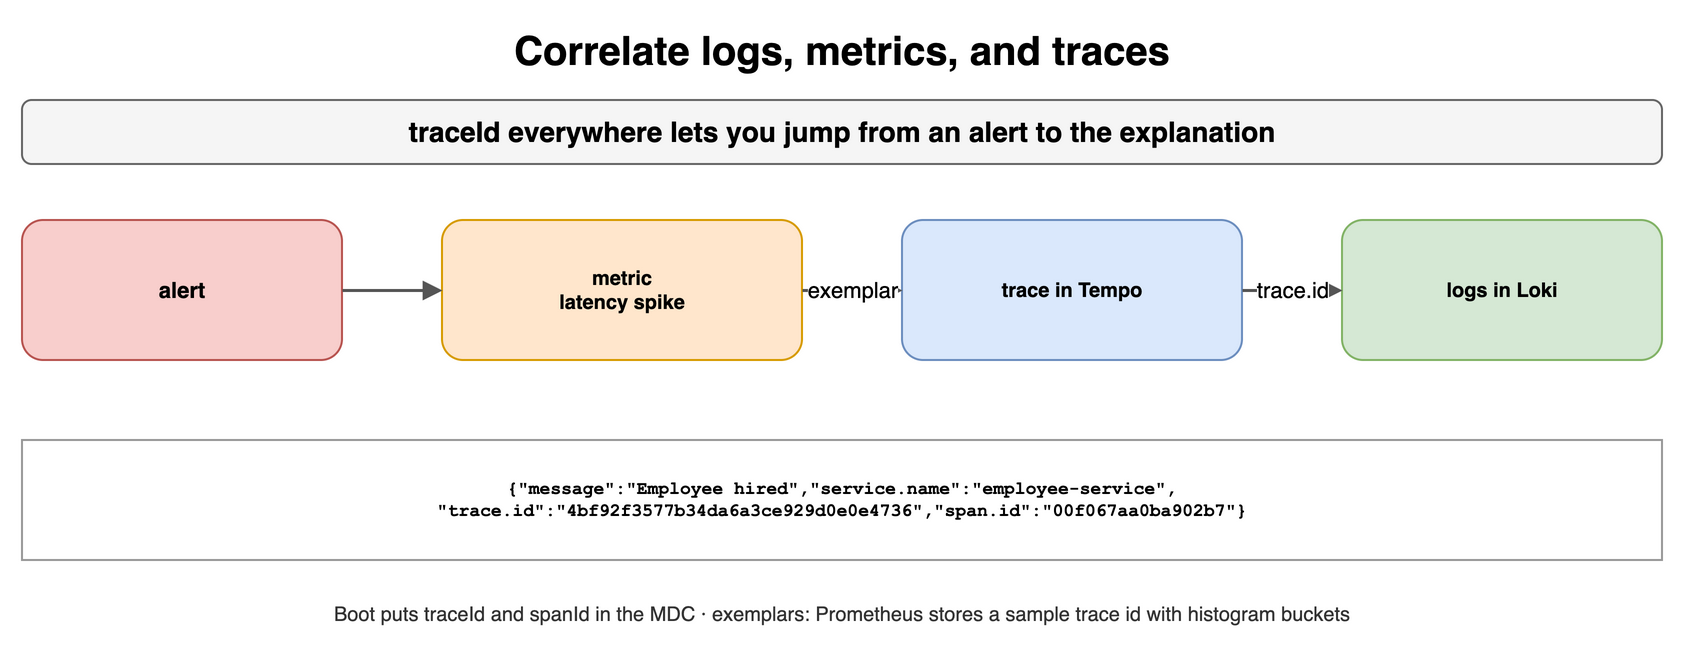 Correlate logs, metrics, and traces
traceId everywhere lets you jump from an alert to the explanation
alert
metric
latency spike
exemplar
trace in Tempo
trace.id
logs in Loki
{"message":"Employee hired","service.name":"employee-service",
"trace.id":"4bf92f3577b34da6a3ce929d0e0e4736","span.id":"00f067aa0ba902b7"}
Boot puts traceId and spanId in the MDC · exemplars: Prometheus stores a sample trace id with histogram buckets